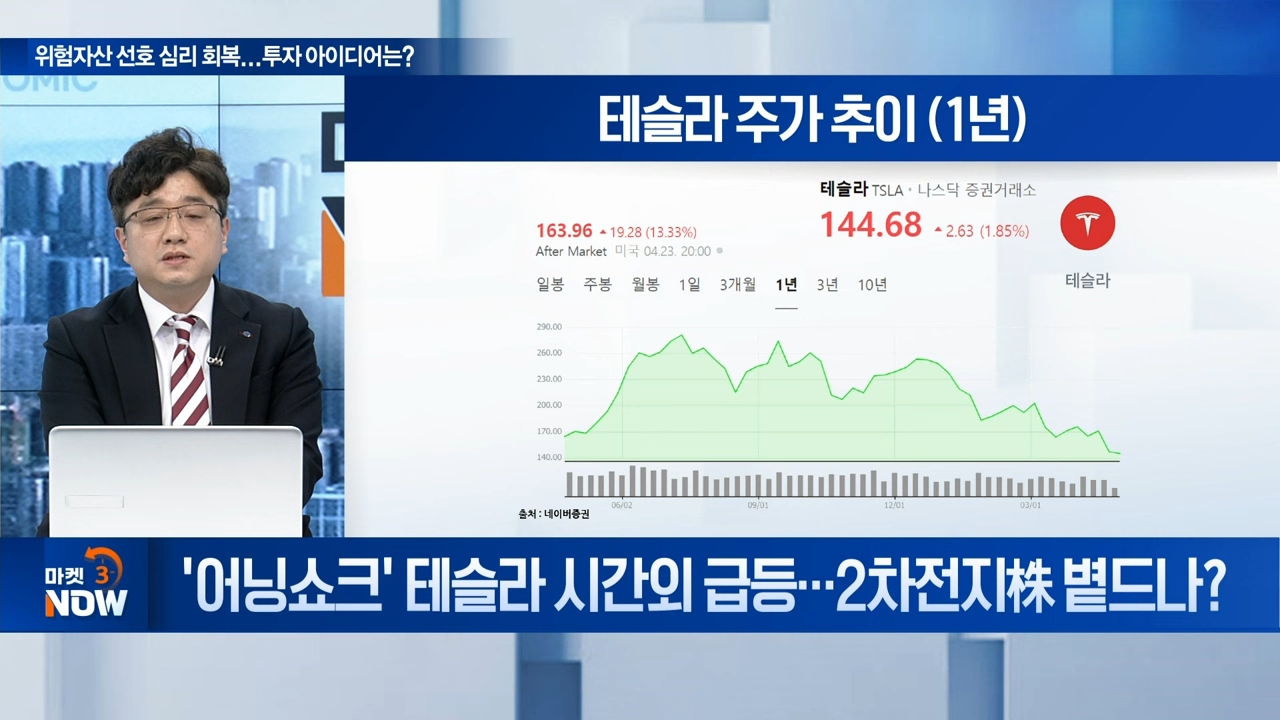 위험자산 선호 심리 회복...투자 아이디어는?
OMIC
테슬라 주가 추이 (1년)
테슬라 TSLA · 나스닥 증권거래소
144.68 ▲ 2.63 (1.85%)
163.96 ▲ 19.28 (13.33%)
After Market 미국 04.23. 20:00
테슬라
일봉 주봉 월봉 1일 3개월 1년 3년 10년
290.00
260.00
230.00
200.00
170.00
140.00
06/02 09/01 12/01 03/01
출처 : 네이버증권
마켓 3
NOW
'어닝쇼크' 테슬라 시간외 급등…2차전지株 볕드나?